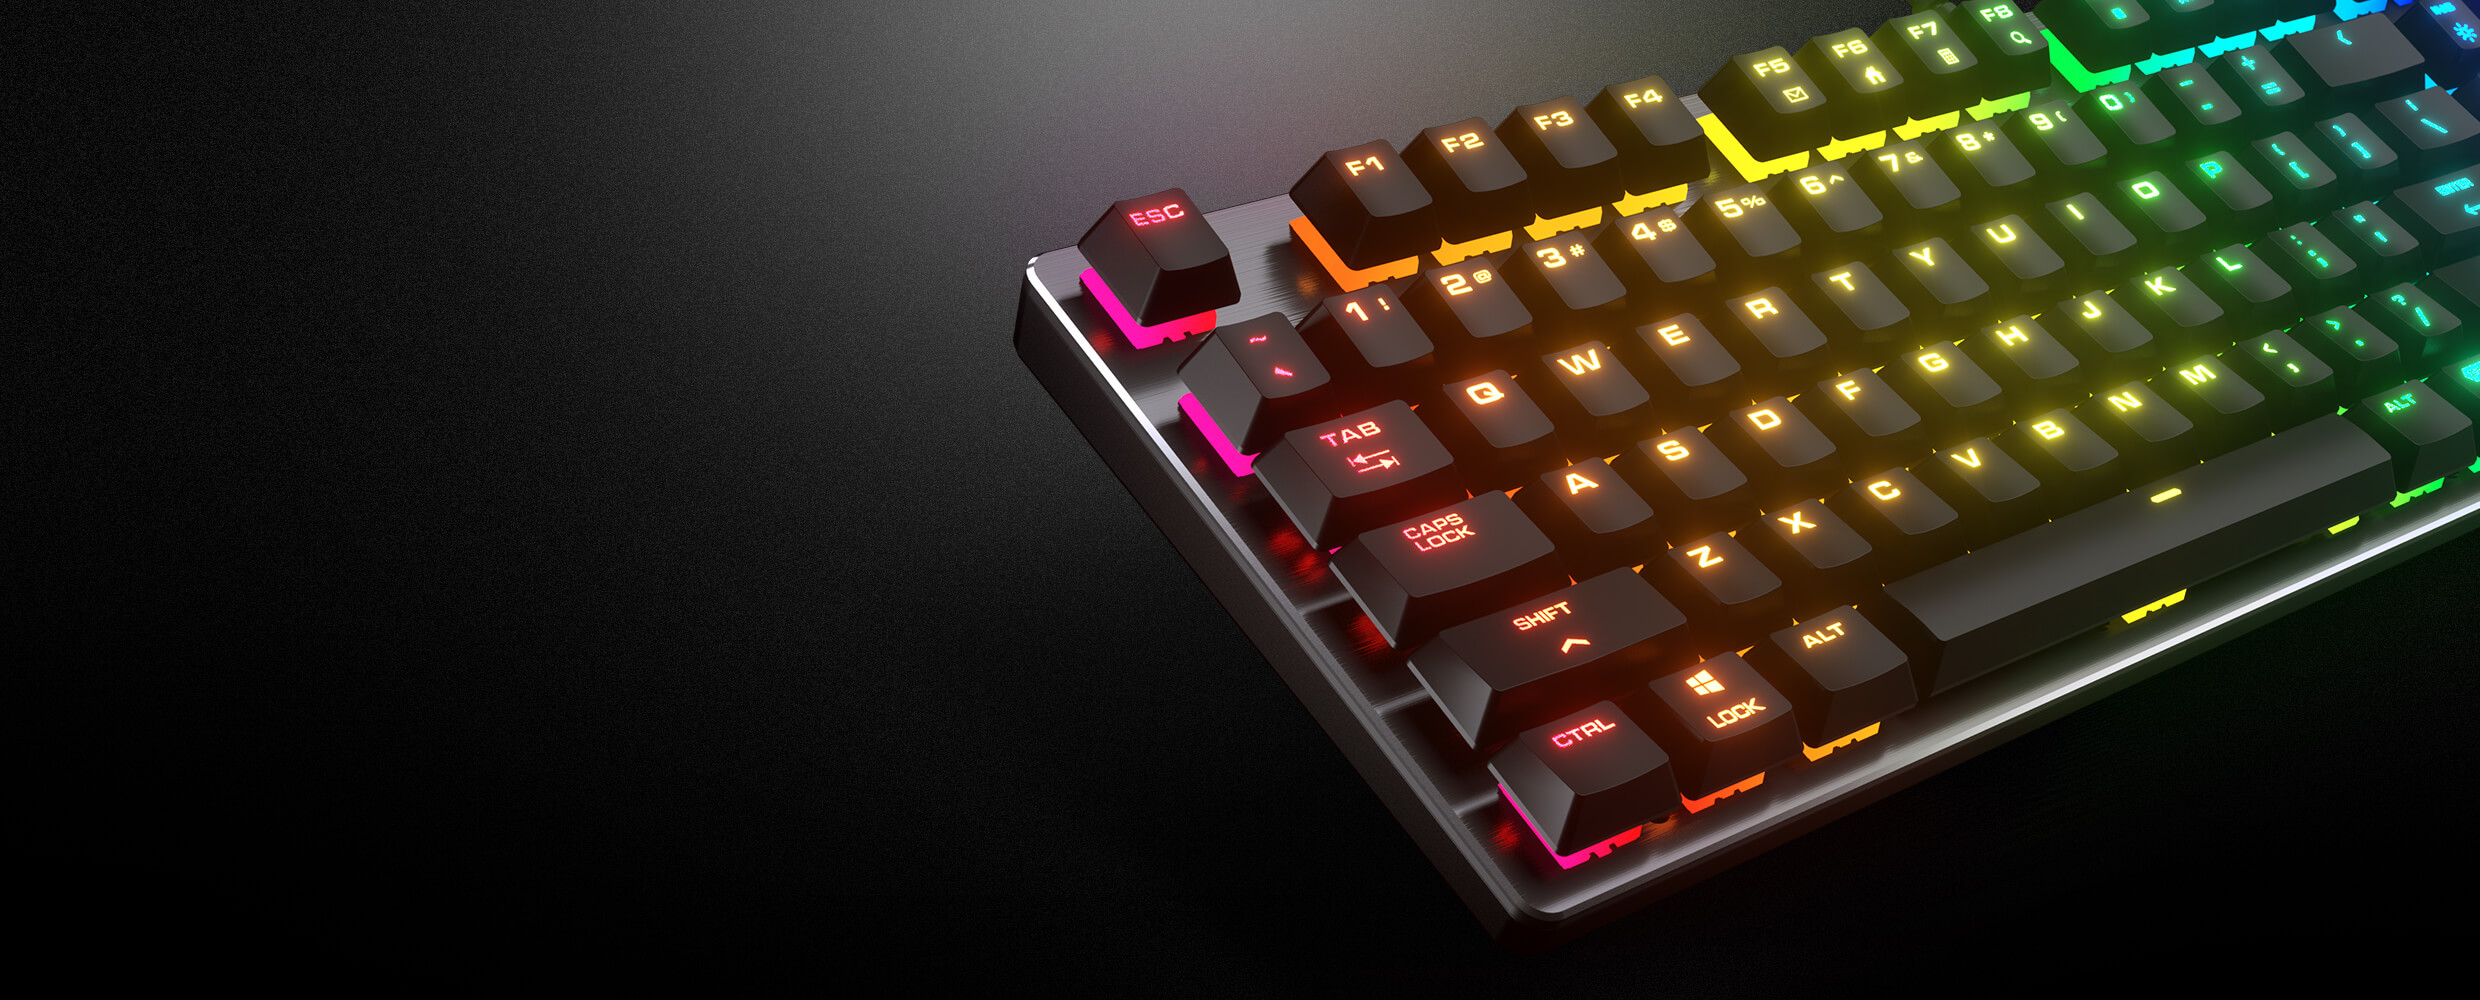 ESC F1 F2 F3 F4 F5 F6 F7 F8
~ ` 1 ! 2 @ 3 # 4 $ 5 % 6 ^ 7 & 8 * 9 ( 0 ) - _ + =
TAB Q W E R T Y U I O P { [ } ] | \
CAPS LOCK A S D F G H J K L : ; " ' ENTER
SHIFT Z X C V B N M < , > . ? /
CTRL LOCK ALT ALT